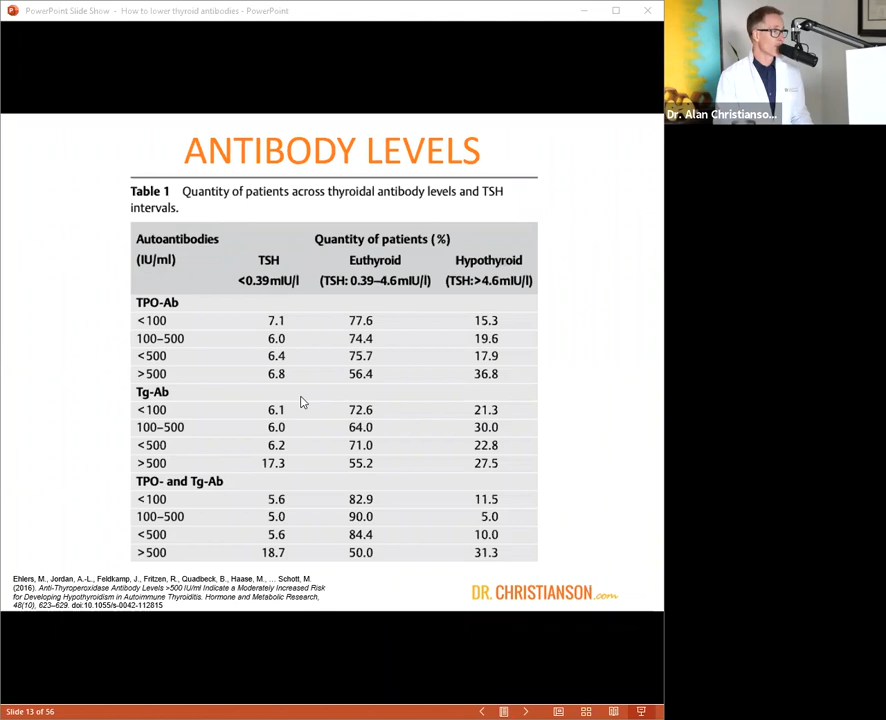 PowerPoint Slide Show - How to lower thyroid antibodies - PowerPoint
Dr. Alan Christianso...
ANTIBODY LEVELS
Table 1 Quantity of patients across thyroidal antibody levels and TSH
intervals.
Autoantibodies Quantity of patients (%)
(IU/ml) TSH Euthyroid Hypothyroid
<0.39mIU/l (TSH: 0.39–4.6mIU/l) (TSH:>4.6mIU/l)
TPO-Ab
<100 7.1 77.6 15.3
100–500 6.0 74.4 19.6
<500 6.4 75.7 17.9
>500 6.8 56.4 36.8
Tg-Ab
<100 6.1 72.6 21.3
100–500 6.0 64.0 30.0
<500 6.2 71.0 22.8
>500 17.3 55.2 27.5
TPO- and Tg-Ab
<100 5.6 82.9 11.5
100–500 5.0 90.0 5.0
<500 5.6 84.4 10.0
>500 18.7 50.0 31.3
Ehlers, M., Jordan, A.-L., Feldkamp, J., Fritzen, R., Quadbeck, B., Haase, M., ... Schott, M.
(2016). Anti-Thyroperoxidase Antibody Levels >500 IU/ml Indicate a Moderately Increased Risk
for Developing Hypothyroidism in Autoimmune Thyroiditis. Hormone and Metabolic Research,
48(10), 623–629. doi:10.1055/s-0042-112815
DR. CHRISTIANSON.com
Slide 13 of 56